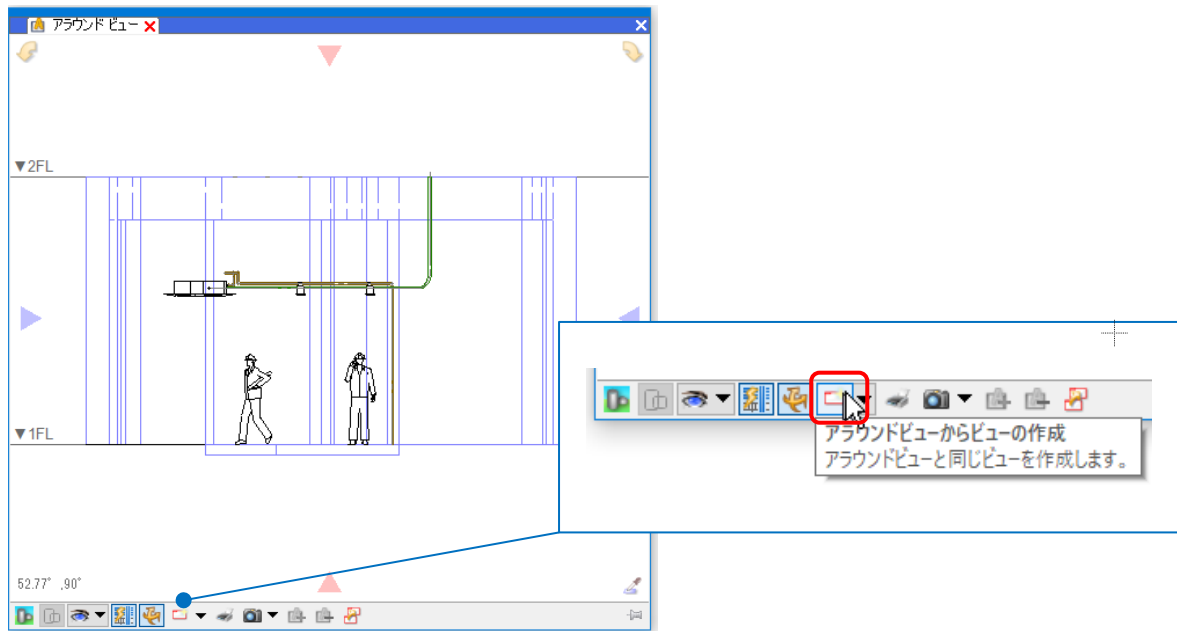 アラウンド ビュー
▼2FL
▼1FL
52.77° ,90°
アラウンドビューからビューの作成
アラウンドビューと同じビューを作成します。